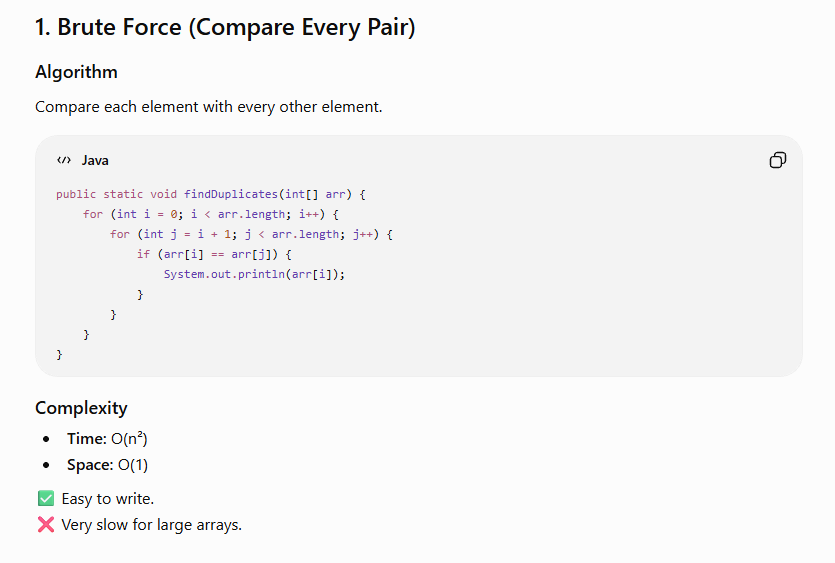 1. Brute Force (Compare Every Pair)
Algorithm
Compare each element with every other element.
</> Java
public static void findDuplicates(int[] arr) {
    for (int i = 0; i < arr.length; i++) {
        for (int j = i + 1; j < arr.length; j++) {
            if (arr[i] == arr[j]) {
                System.out.println(arr[i]);
            }
        }
    }
}
Complexity
• Time: O(n²)
• Space: O(1)
✅ Easy to write.
❌ Very slow for large arrays.